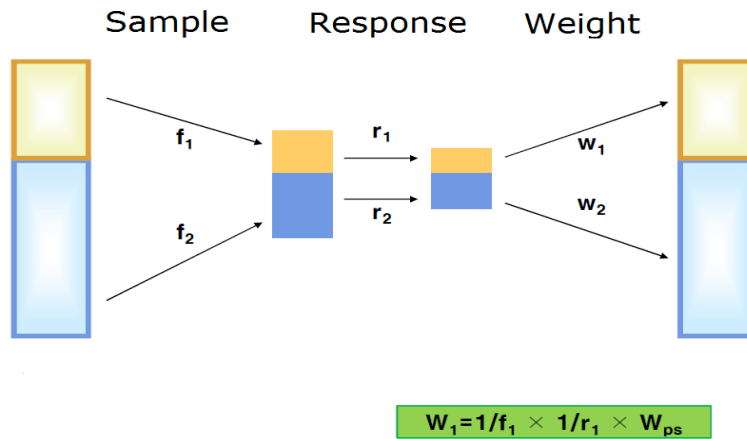 Sample Response Weight
f₁ r₁ w₁
f₂ r₂ w₂
W₁=1/f₁ × 1/r₁ × Wₚₛ